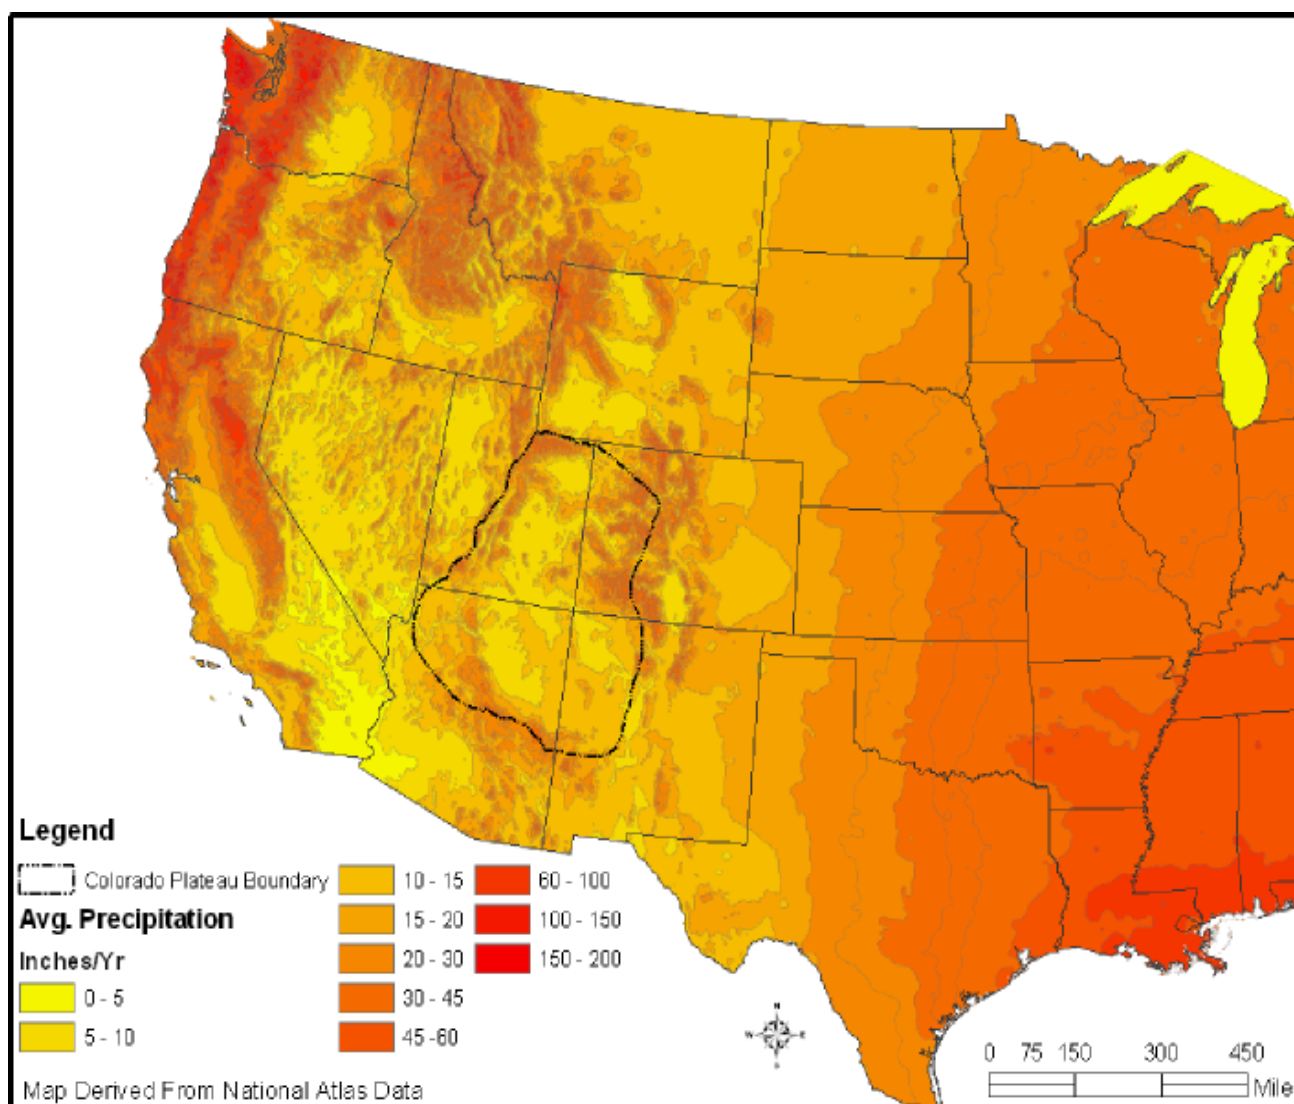 Legend
Colorado Plateau Boundary
Avg. Precipitation
Inches/Yr
0 - 5
5 - 10
10 - 15
15 - 20
20 - 30
30 - 45
45 -60
60 - 100
100 - 150
150 - 200
Map Derived From National Atlas Data
N
W E
S
0 75 150 300 450
Mile